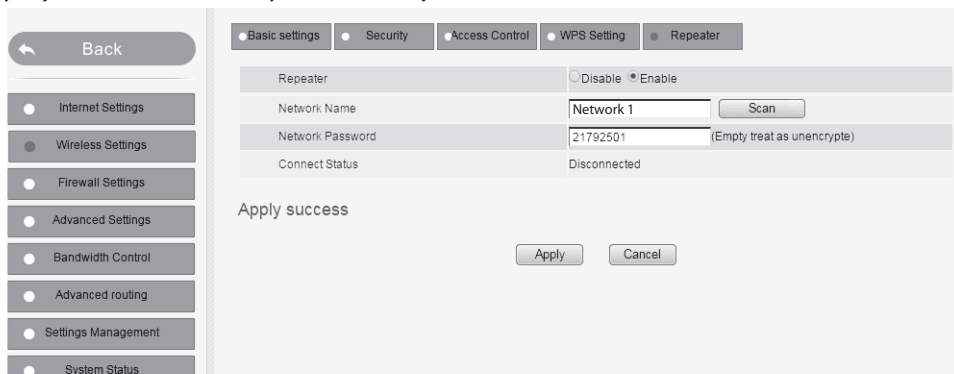 Back
Basic settings Security Access Control WPS Setting Repeater
Repeater Disable Enable
Network Name Network 1 Scan
Network Password 21792501 (Empty treat as unencrypte)
Connect Status Disconnected
Apply success
Apply Cancel
Internet Settings
Wireless Settings
Firewall Settings
Advanced Settings
Bandwidth Control
Advanced routing
Settings Management
System Status